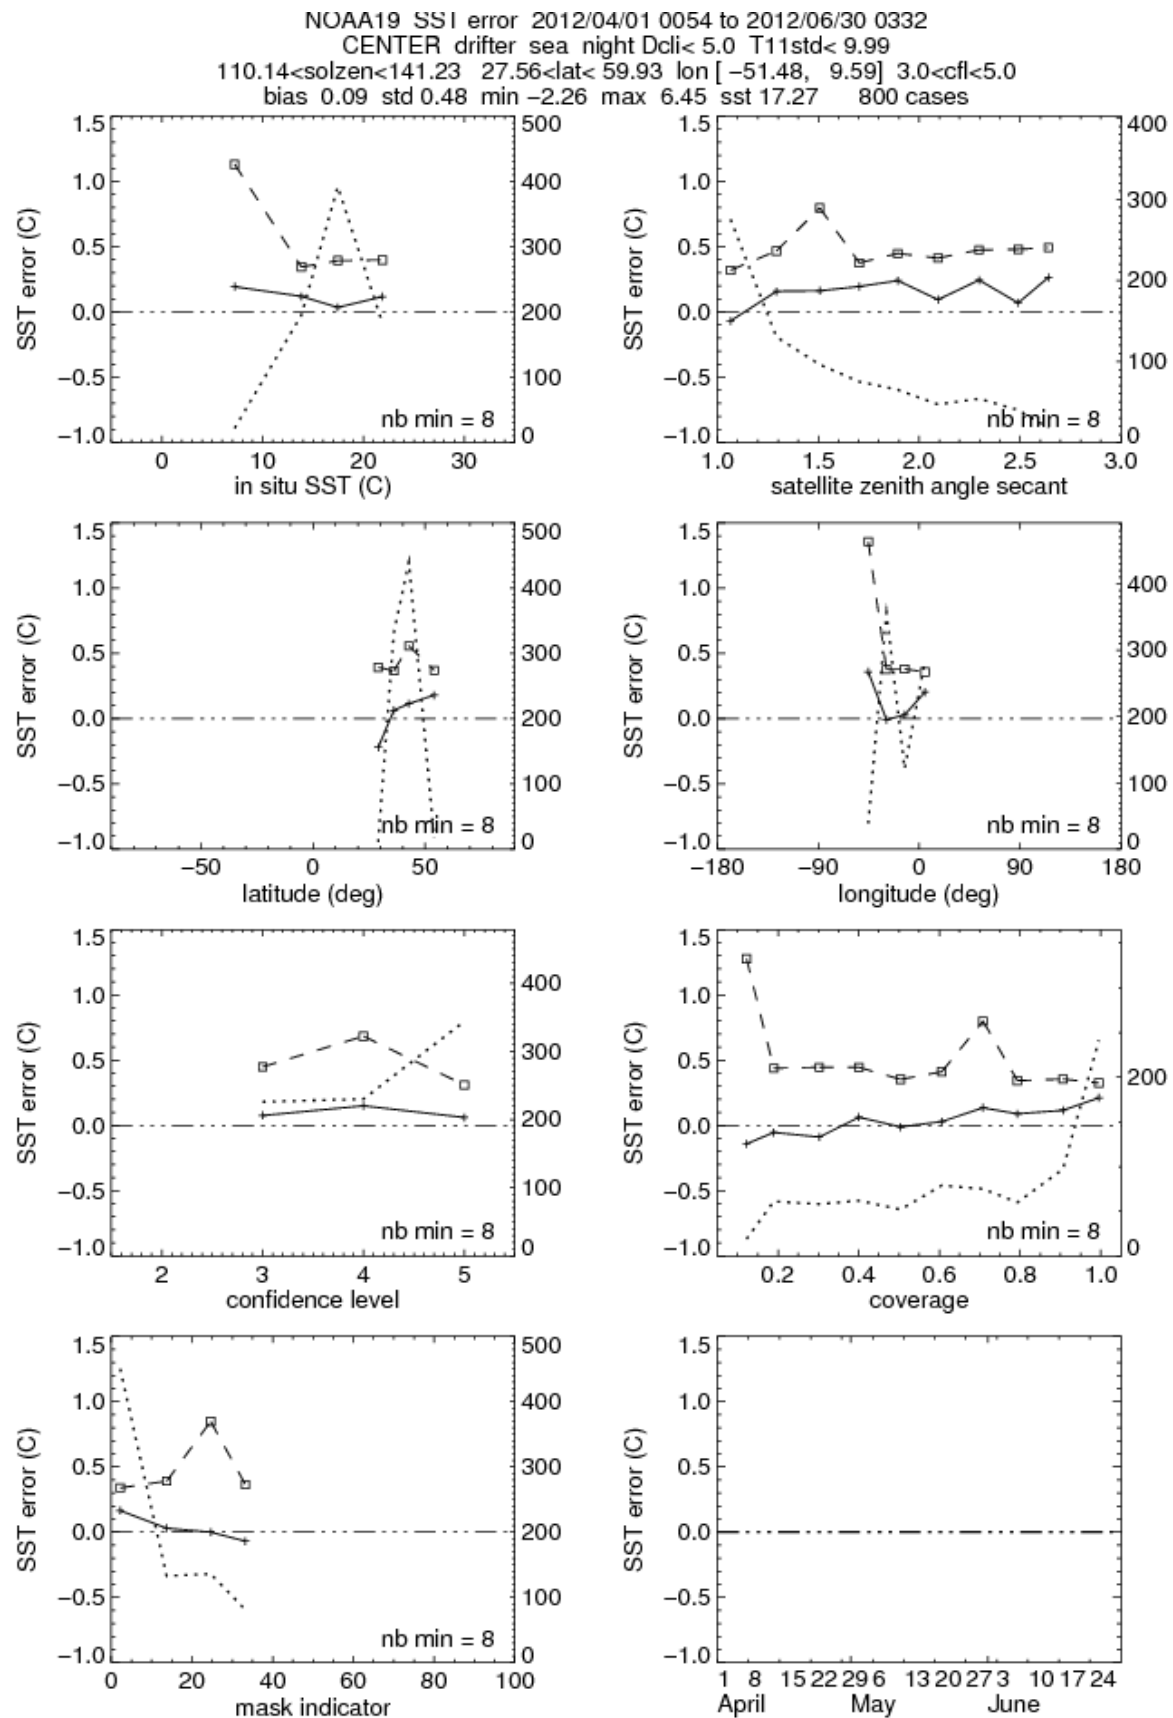 NOAA19 SST error 2012/04/01 0054 to 2012/06/30 0332
CENTER drifter sea night Dcli< 5.0 T11std< 9.99
110.14<solzen<141.23 27.56<lat< 59.93 lon [ −51.48, 9.59] 3.0<cfl<5.0
bias 0.09 std 0.48 min −2.26 max 6.45 sst 17.27 800 cases
1.5
1.0
0.5
0.0
−0.5
−1.0
SST error (C)
500
400
300
200
100
0
nb min = 8
0 10 20 30
in situ SST (C)
1.5
1.0
0.5
0.0
−0.5
−1.0
SST error (C)
400
300
200
100
0
nb min = 8
1.0 1.5 2.0 2.5 3.0
satellite zenith angle secant
1.5
1.0
0.5
0.0
−0.5
−1.0
SST error (C)
500
400
300
200
100
0
nb min = 8
−50 0 50
latitude (deg)
1.5
1.0
0.5
0.0
−0.5
−1.0
SST error (C)
400
300
200
100
0
nb min = 8
−180 −90 0 90 180
longitude (deg)
1.5
1.0
0.5
0.0
−0.5
−1.0
SST error (C)
400
300
200
100
0
nb min = 8
2 3 4 5
confidence level
1.5
1.0
0.5
0.0
−0.5
−1.0
SST error (C)
200
0
nb min = 8
0.2 0.4 0.6 0.8 1.0
coverage
1.5
1.0
0.5
0.0
−0.5
−1.0
SST error (C)
500
400
300
200
100
0
nb min = 8
0 20 40 60 80 100
mask indicator
1.5
1.0
0.5
0.0
−0.5
−1.0
SST error (C)
1 8 15 22 29 6 13 20 27 3 10 17 24
April May June